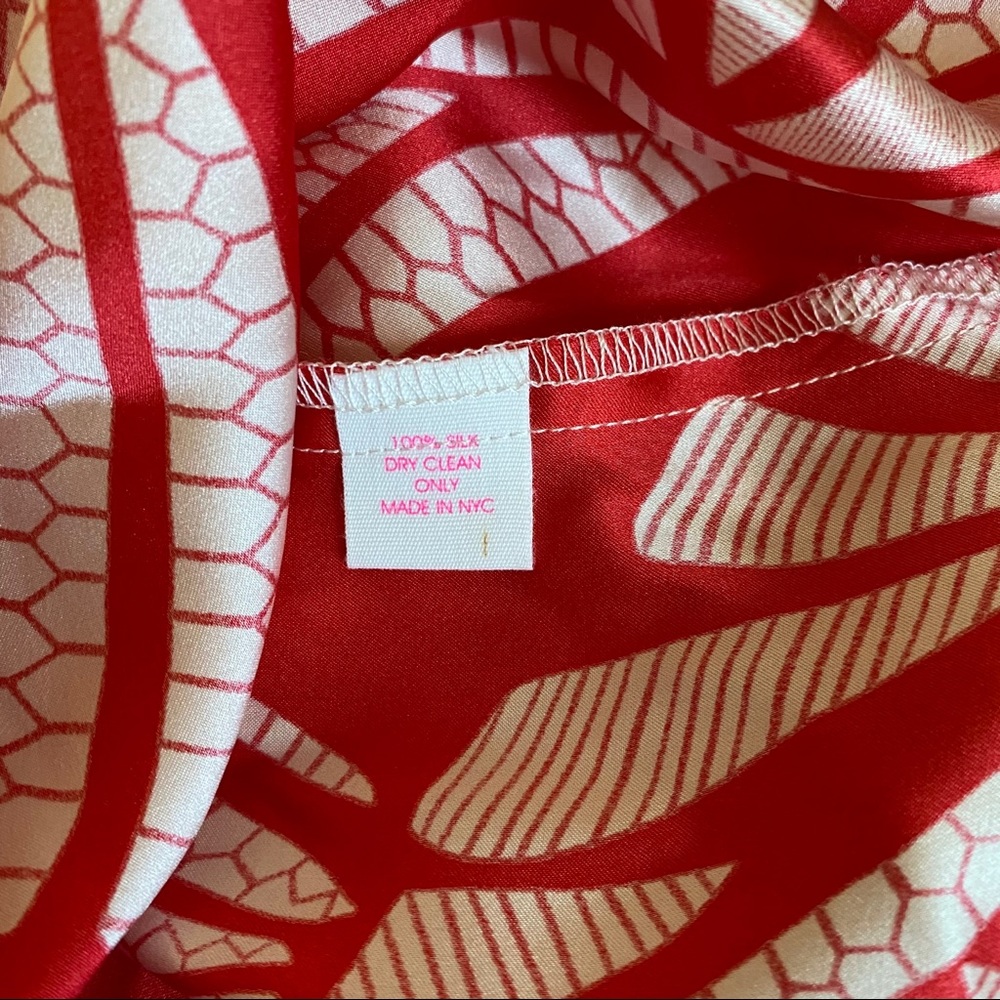 100% SILK
DRY CLEAN
ONLY
MADE IN NYC